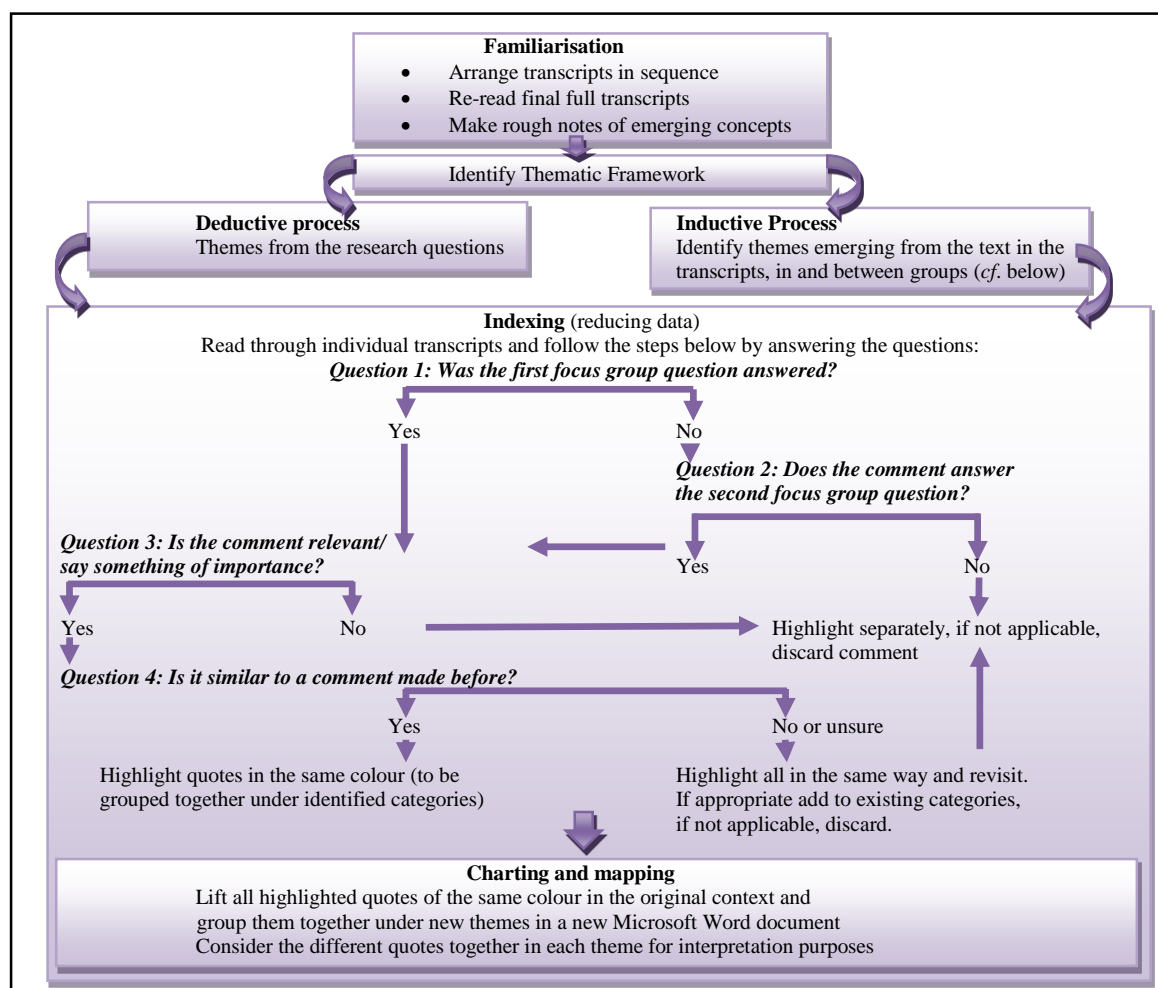 Familiarisation
• Arrange transcripts in sequence
• Re-read final full transcripts
• Make rough notes of emerging concepts
Identify Thematic Framework
Deductive process
Themes from the research questions
Inductive Process
Identify themes emerging from the text in the
transcripts, in and between groups (cf. below)
Indexing (reducing data)
Read through individual transcripts and follow the steps below by answering the questions:
Question 1: Was the first focus group question answered?
Yes
No
Question 2: Does the comment answer
the second focus group question?
Yes
No
Question 3: Is the comment relevant/
say something of importance?
Yes
No
Highlight separately, if not applicable,
discard comment
Question 4: Is it similar to a comment made before?
Yes
No or unsure
Highlight quotes in the same colour (to be
grouped together under identified categories)
Highlight all in the same way and revisit.
If appropriate add to existing categories,
if not applicable, discard.
Charting and mapping
Lift all highlighted quotes of the same colour in the original context and
group them together under new themes in a new Microsoft Word document
Consider the different quotes together in each theme for interpretation purposes